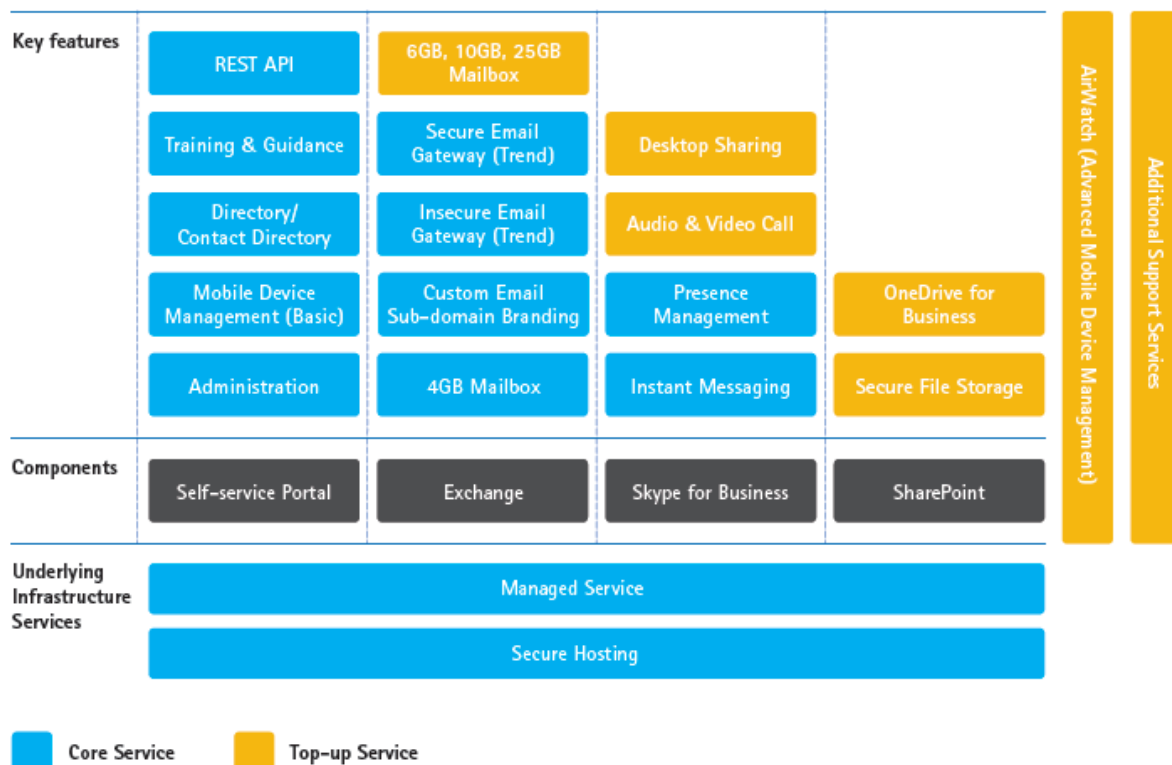 Key features
REST API
6GB, 10GB, 25GB
Mailbox
Training & Guidance
Secure Email
Gateway (Trend)
Desktop Sharing
Directory/
Contact Directory
Insecure Email
Gateway (Trend)
Audio & Video Call
Mobile Device
Management (Basic)
Custom Email
Sub-domain Branding
Presence
Management
OneDrive for
Business
Administration
4GB Mailbox
Instant Messaging
Secure File Storage
Components
Self-service Portal
Exchange
Skype for Business
SharePoint
AirWatch (Advanced Mobile Device Management)
Additional Support Services
Underlying
Infrastructure
Services
Managed Service
Secure Hosting
Core Service
Top-up Service